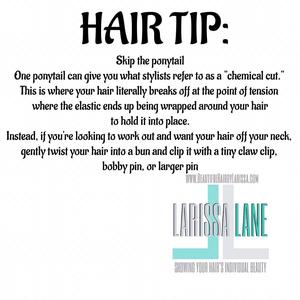 HAIR TIP:
Skip the ponytail
One ponytail can give you what stylists refer to as a "chemical cut."
This is where your hair literally breaks off at the point of tension
where the elastic ends up being wrapped around your hair
to hold it into place.
Instead, if you're looking to work out and want your hair off your neck,
gently twist your hair into a bun and clip it with a tiny claw clip,
bobby pin, or larger pin
www.BeautifulHairbyLarissa.com
LARISSA LANE
SHOWING YOUR HAIR'S INDIVIDUAL BEAUTY